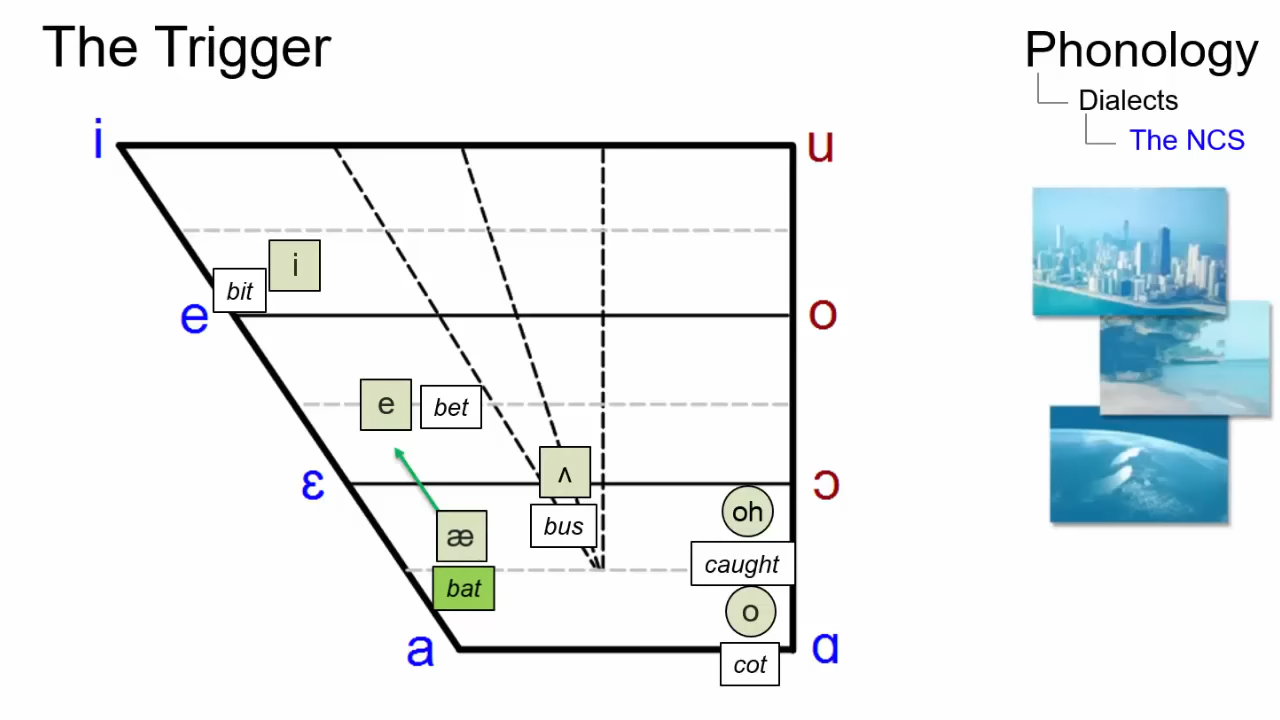 The Trigger
Phonology
Dialects
The NCS
i
u
i
bit
e
o
e
bet
ʌ
ɛ
ɔ
oh
bus
æ
caught
bat
o
a
ɑ
cot